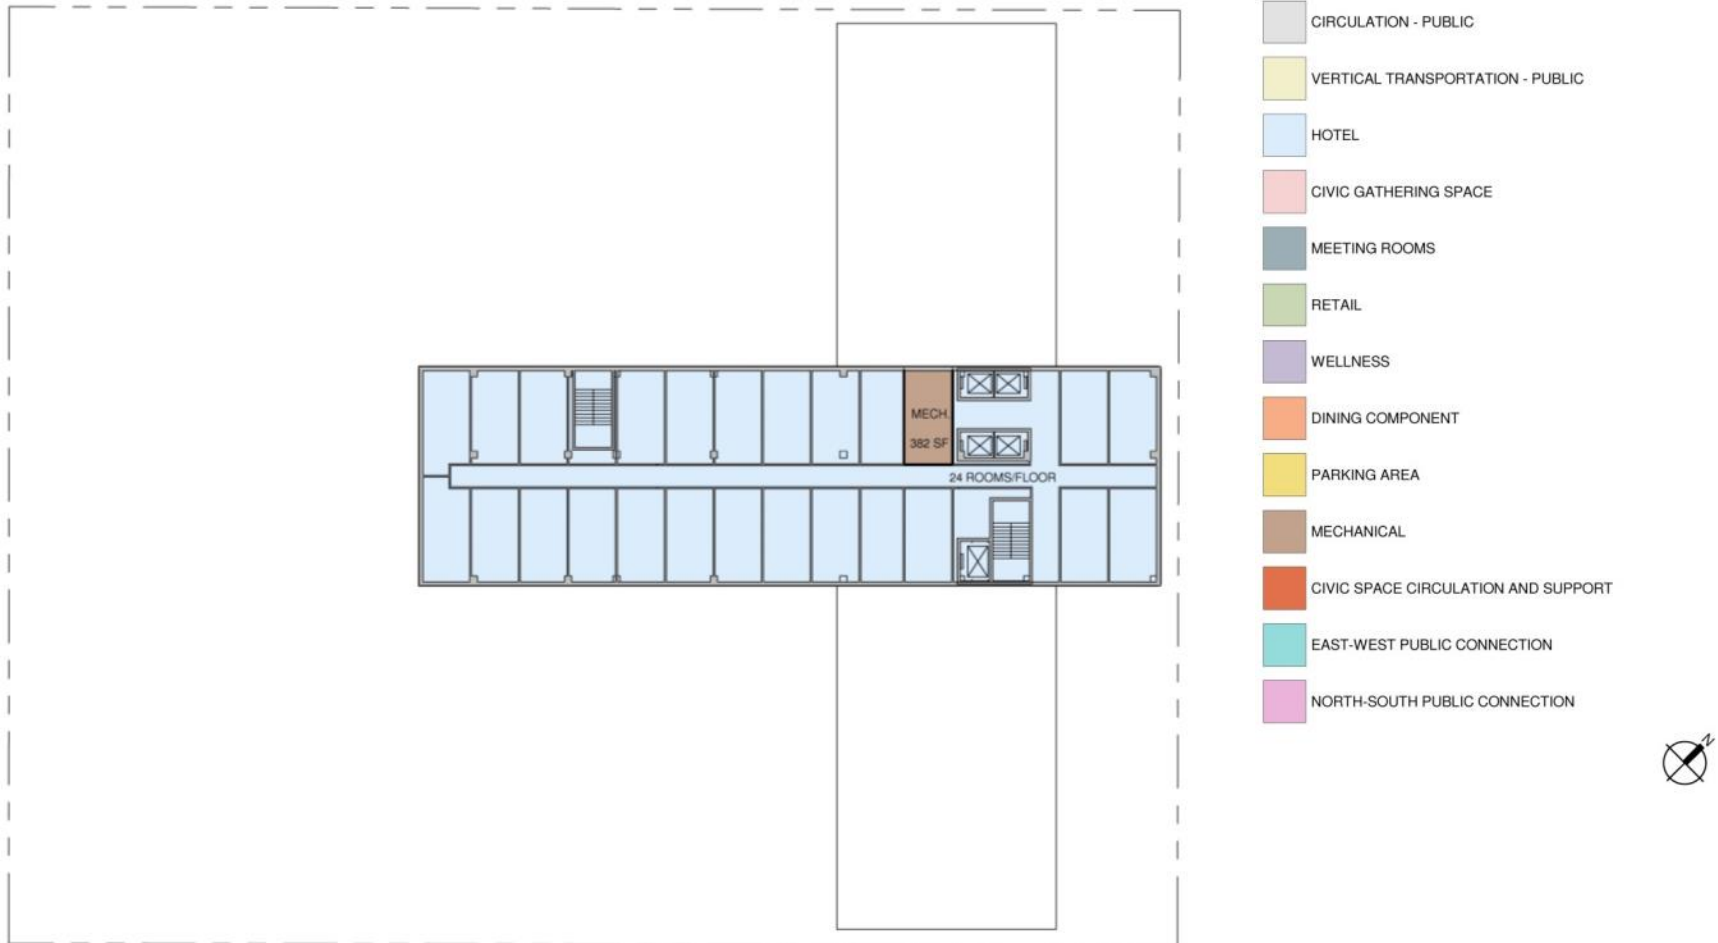 CIRCULATION - PUBLIC
VERTICAL TRANSPORTATION - PUBLIC
HOTEL
CIVIC GATHERING SPACE
MEETING ROOMS
RETAIL
WELLNESS
DINING COMPONENT
PARKING AREA
MECHANICAL
CIVIC SPACE CIRCULATION AND SUPPORT
EAST-WEST PUBLIC CONNECTION
NORTH-SOUTH PUBLIC CONNECTION
MECH.
382 SF
24 ROOMS/FLOOR
N